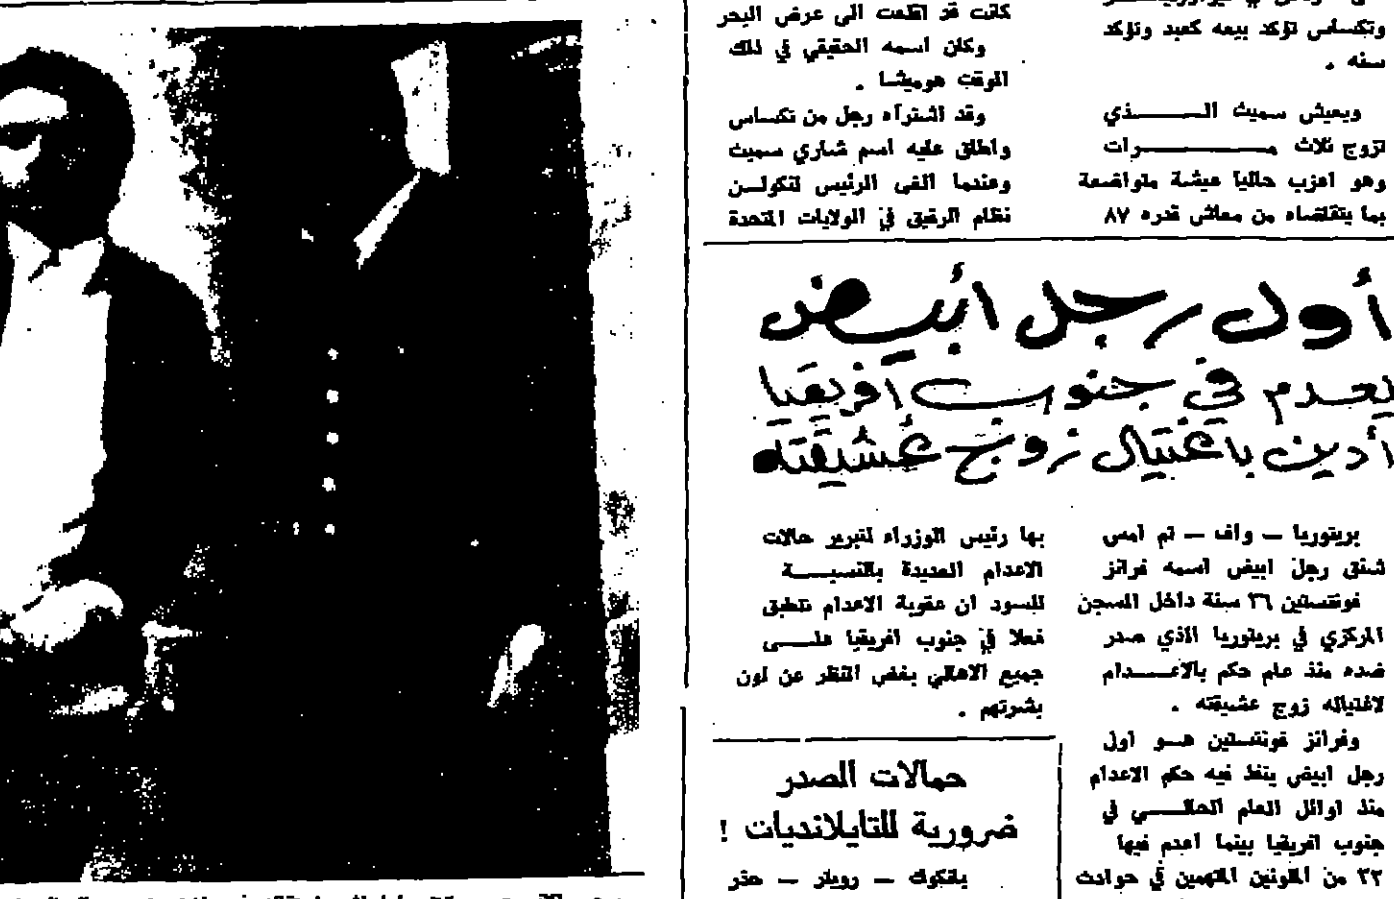 وتكساس تؤكد بيعه كعبد وتؤكد
سنه .
ويعيش سميث الذي
تزوج ثلاث مرات
وهو اعزب حاليا عيشة متواضعة
بما يتقاضاه من معاش قدره ٨٧
كانت قد اقلعت الى عرض البحر
وكان اسمه الحقيقي في ذلك
الوقت هوميشا .
وقد اشتراه رجل من تكساس
واطلق عليه اسم شاري سميث
وعندما الغى الرئيس لنكولن
نظام الرقيق في الولايات المتحدة
أول رجل أبيض
يعدم في جنوب أفريقيا
أدين باغتيال زوج عشيقته
بريتوريا — واف — تم امس
شنق رجل ابيض اسمه فرانز
فونتستين ٣٦ سنة داخل السجن
المركزي في بريتوريا الذي صدر
ضده منذ عام حكم بالاعدام
لاغتياله زوج عشيقته .
وفرانز فونتستين هو اول
رجل ابيض ينفذ فيه حكم الاعدام
منذ اوائل العام الحالي في
جنوب افريقيا بينما اعدم فيها
٣٢ من الملونين المتهمين في حوادث
بها رئيس الوزراء لتبرير حالات
الاعدام العديدة بالنسبة
للسود ان عقوبة الاعدام تطبق
فعلا في جنوب افريقيا على
جميع الاهالي بغض النظر عن لون
بشرتهم .
حمالات الصدر
ضرورية للتايلانديات !
بانكوك — رويتر — حذر